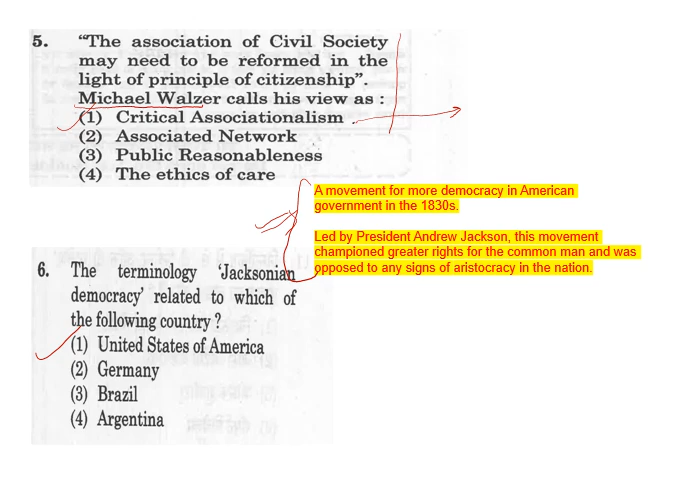 5. “The association of Civil Society
may need to be reformed in the
light of principle of citizenship”.
Michael Walzer calls his view as :
(1) Critical Associationalism
(2) Associated Network
(3) Public Reasonableness
(4) The ethics of care
A movement for more democracy in American
government in the 1830s.
Led by President Andrew Jackson, this movement
championed greater rights for the common man and was
opposed to any signs of aristocracy in the nation.
6. The terminology ‘Jacksonian
democracy’ related to which of
the following country ?
(1) United States of America
(2) Germany
(3) Brazil
(4) Argentina